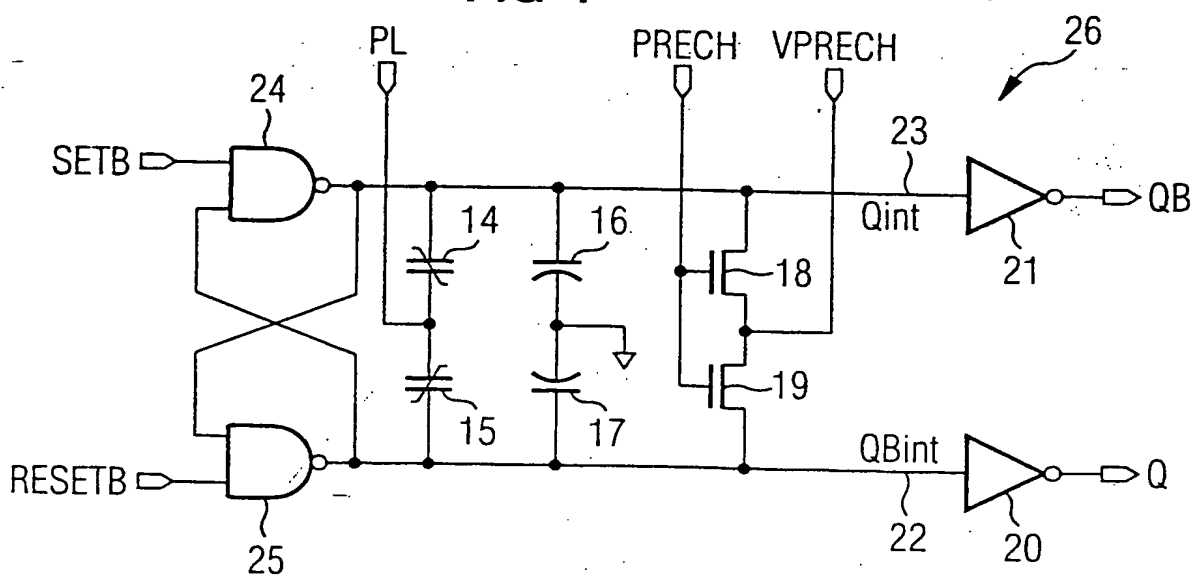 PL
PRECH
VPRECH
26
24
SETB
23
14
16
18
Qint
QB
21
15
17
19
RESETB
QBint
Q
25
22
20